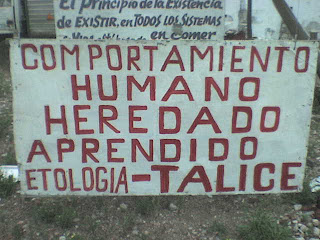 El principio de la Existencia
de EXISTIR, en TODOS LOS SISTEMAS
en comer
COMPORTAMIENTO
HUMANO
HEREDADO
APRENDIDO
ETOLOGIA-TALICE